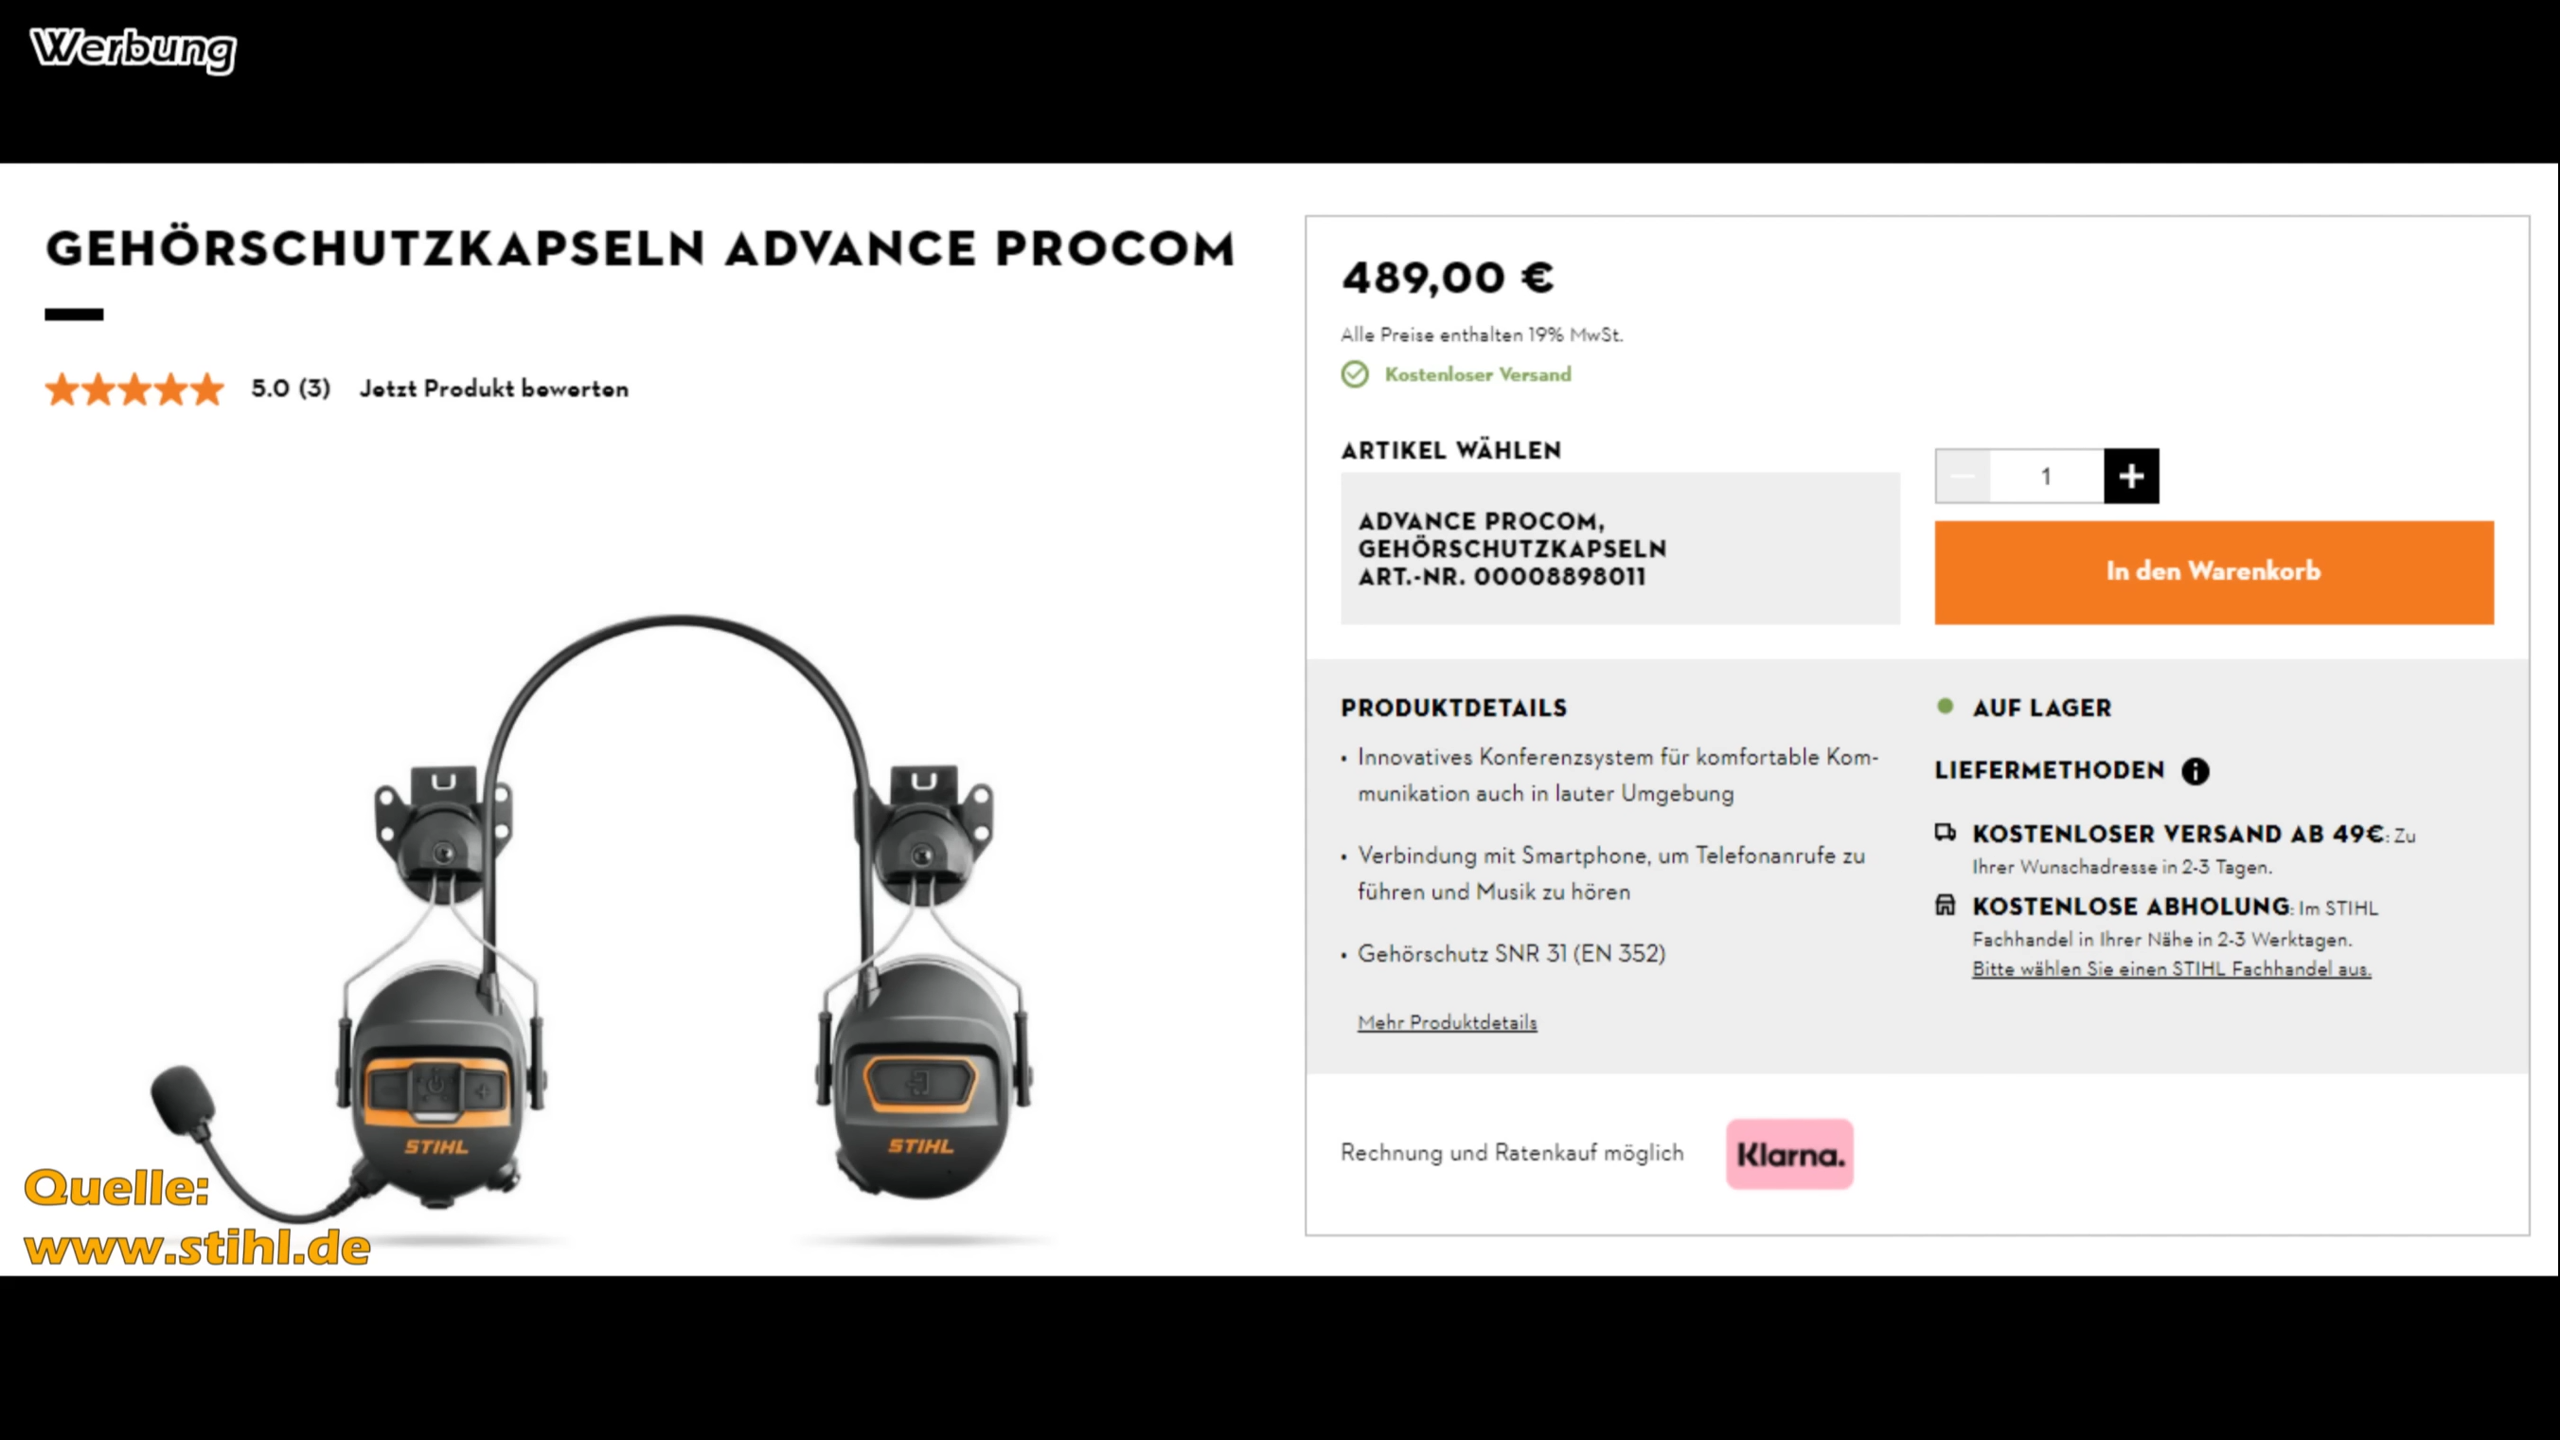 Werbung
GEHÖRSCHUTZKAPSELN ADVANCE PROCOM
5.0 (3) Jetzt Produkt bewerten
STIHL
STIHL
Quelle:
www.stihl.de
489,00 €
Alle Preise enthalten 19% MwSt.
Kostenloser Versand
ARTIKEL WÄHLEN
ADVANCE PROCOM,
GEHÖRSCHUTZKAPSELN
ART.-NR. 00008898011
1
In den Warenkorb
PRODUKTDETAILS
• Innovatives Konferenzsystem für komfortable Kom-
munikation auch in lauter Umgebung
• Verbindung mit Smartphone, um Telefonanrufe zu
führen und Musik zu hören
• Gehörschutz SNR 31 (EN 352)
Mehr Produktdetails
AUF LAGER
LIEFERMETHODEN
KOSTENLOSER VERSAND AB 49€: Zu
Ihrer Wunschadresse in 2-3 Tagen.
KOSTENLOSE ABHOLUNG: Im STIHL
Fachhandel in Ihrer Nähe in 2-3 Werktagen.
Bitte wählen Sie einen STIHL Fachhandel aus.
Rechnung und Ratenkauf möglich
Klarna.